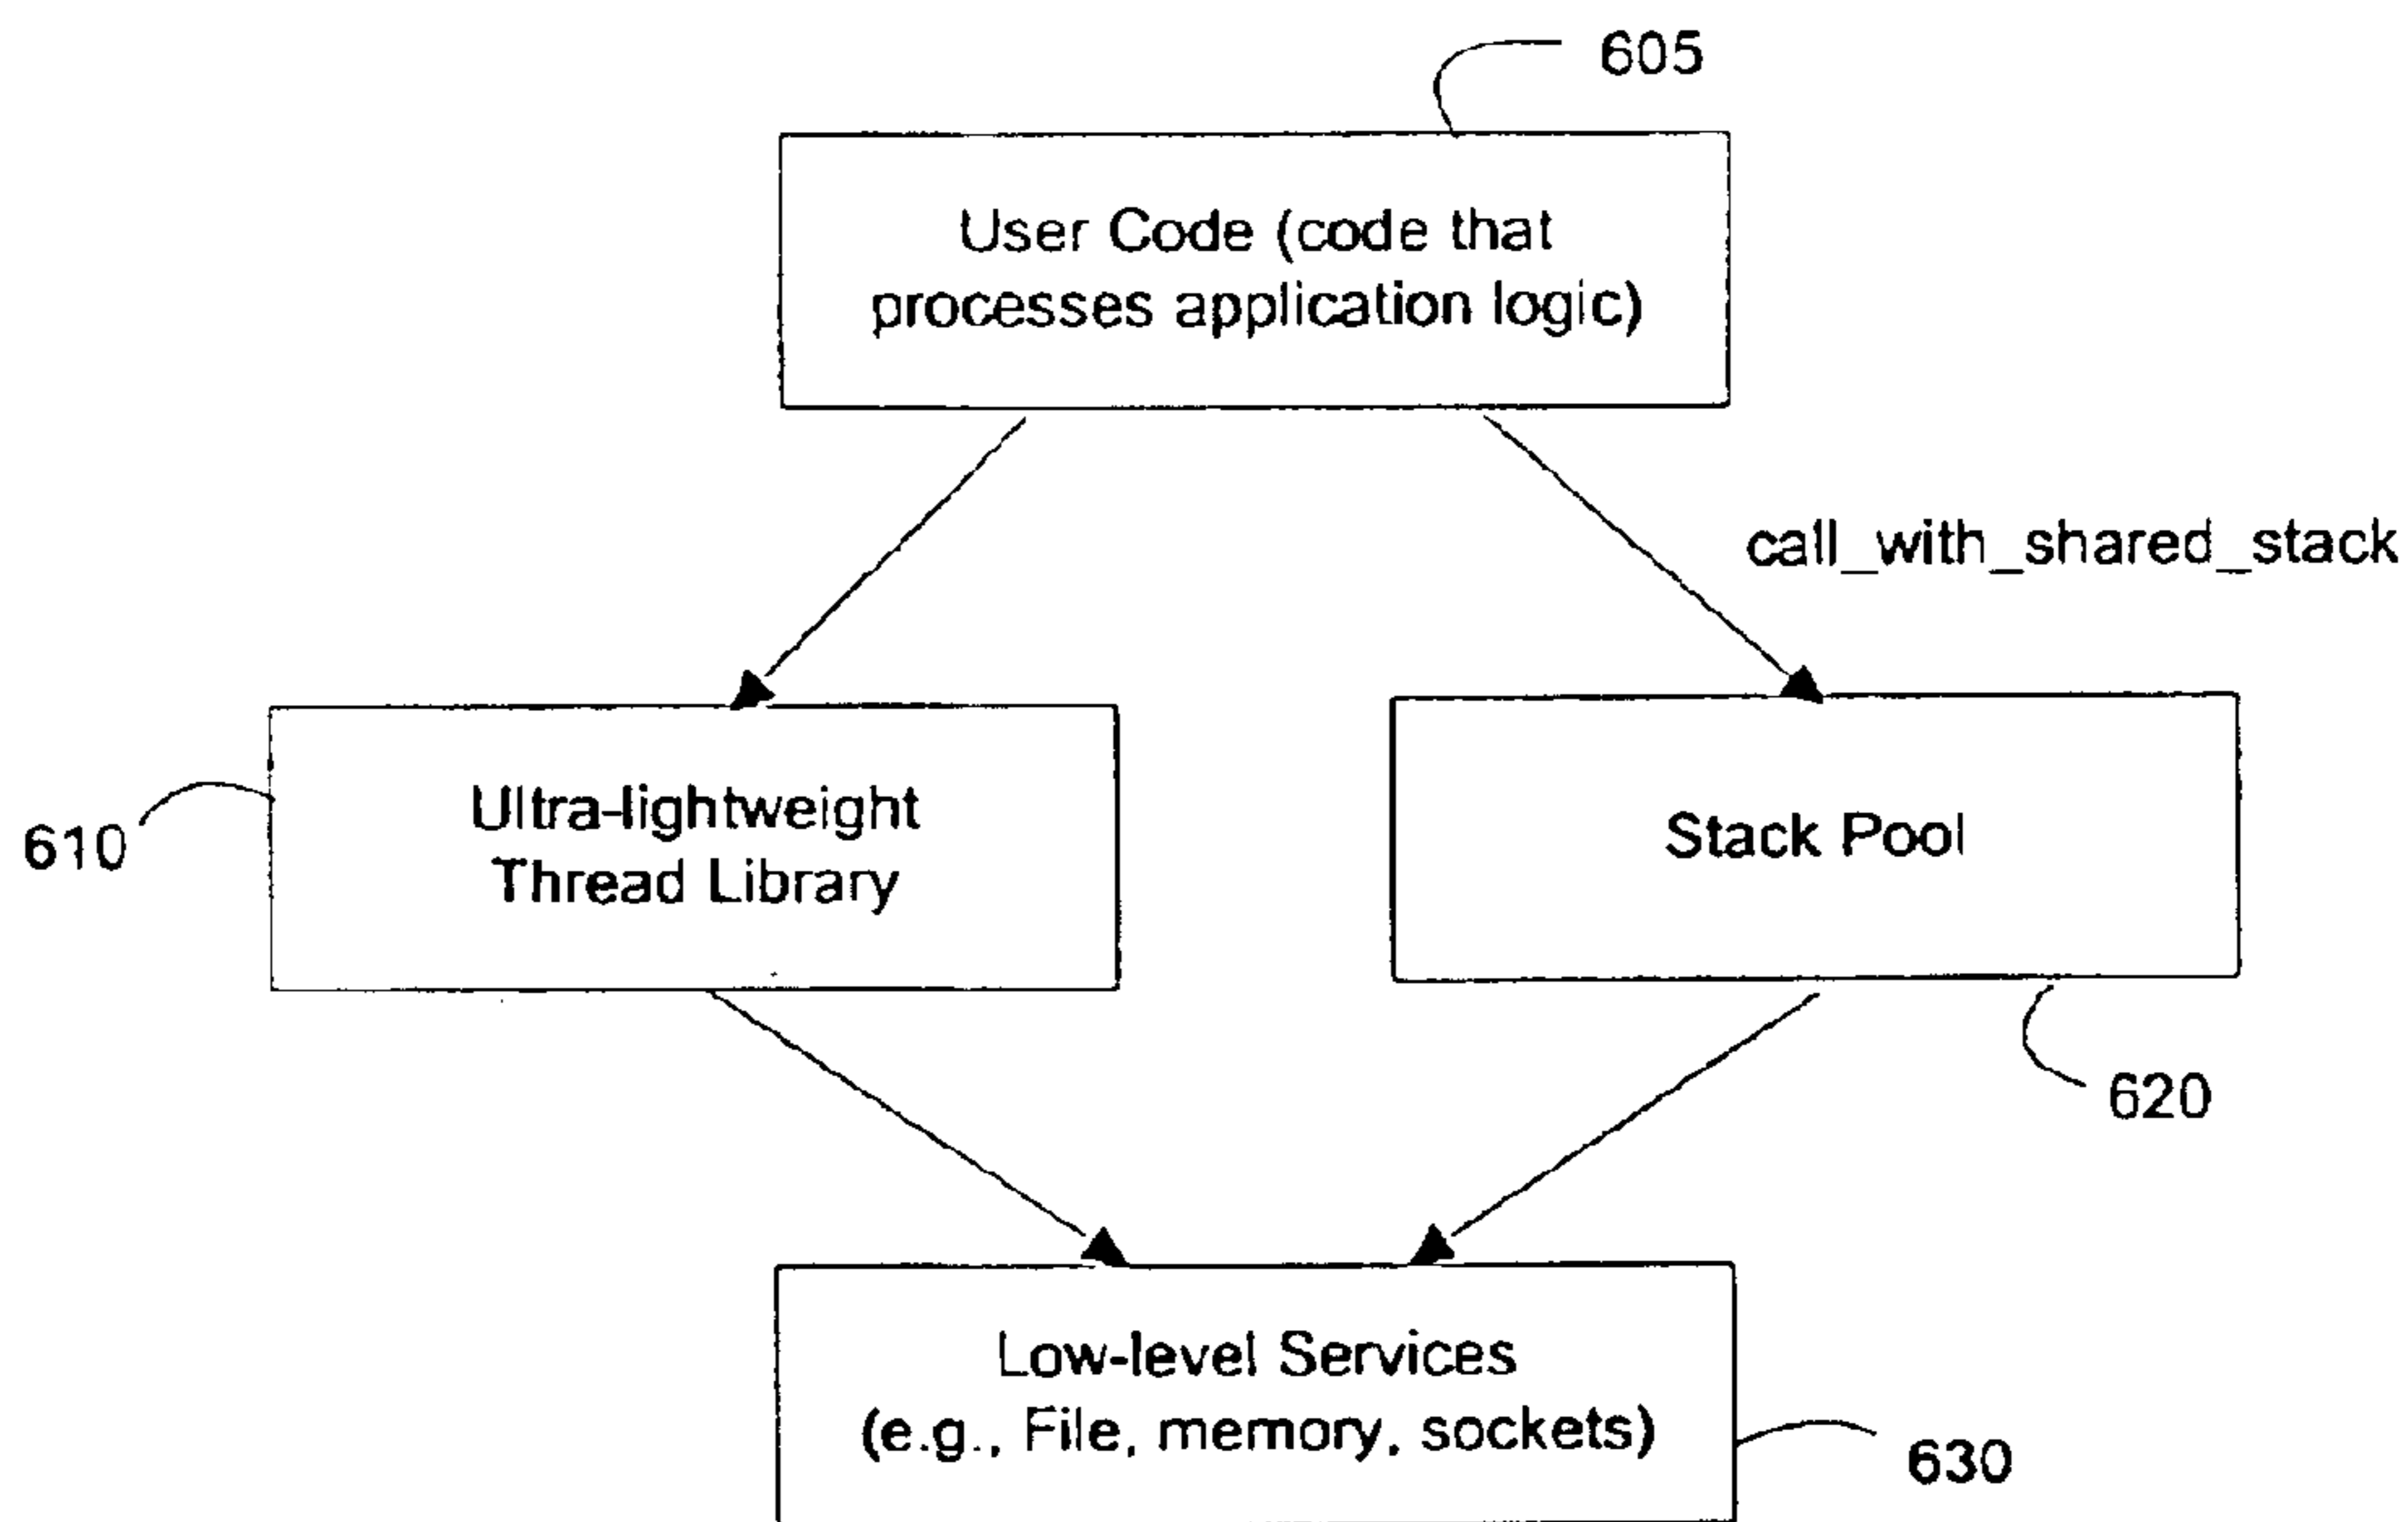 605
User Code (code that
processes application logic)
call_with_shared_stack
610
Ultra-lightweight
Thread Library
Stack Pool
620
Low-level Services
(e.g., File, memory, sockets)
630